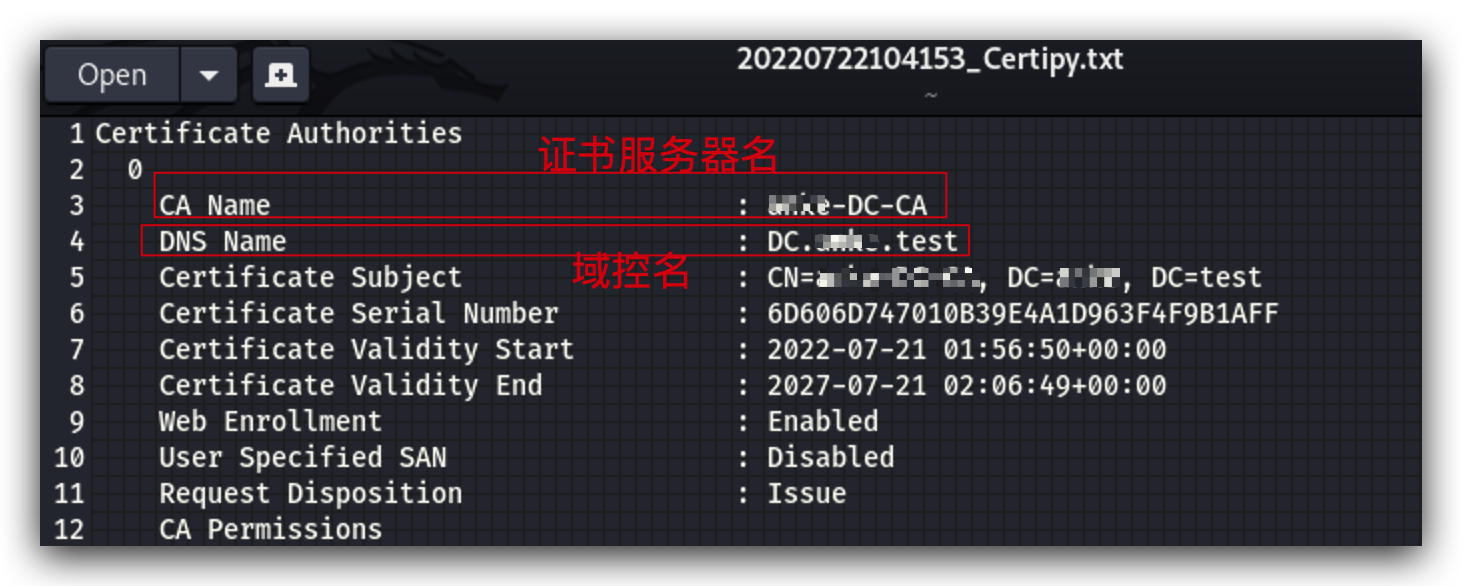 Open
20220722104153_Certipy.txt
~
1 Certificate Authorities
证书服务器名
2 0
3 CA Name : -DC-CA
4 DNS Name : DC. .test
域控名
5 Certificate Subject : CN= , DC= , DC=test
6 Certificate Serial Number : 6D606D747010B39E4A1D963F4F9B1AFF
7 Certificate Validity Start : 2022-07-21 01:56:50+00:00
8 Certificate Validity End : 2027-07-21 02:06:49+00:00
9 Web Enrollment : Enabled
10 User Specified SAN : Disabled
11 Request Disposition : Issue
12 CA Permissions